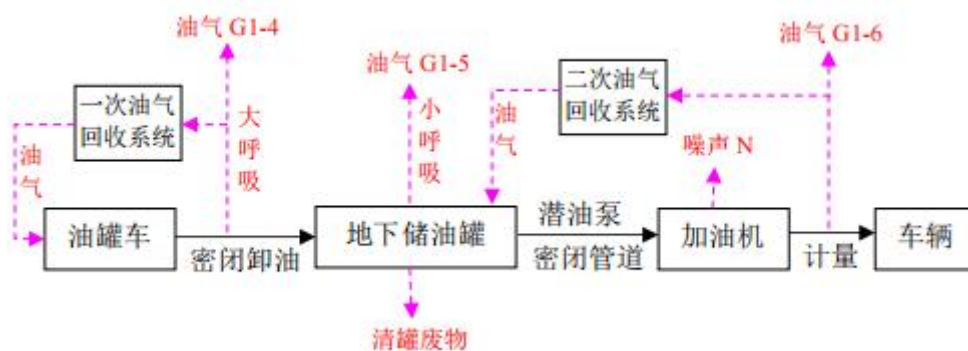 油气 G1-4
油气 G1-5
油气 G1-6
一次油气
回收系统
大呼吸
小呼吸
二次油气
回收系统
油气
油气
噪声 N
油罐车
密闭卸油
地下储油罐
潜油泵
密闭管道
加油机
计量
车辆
清罐废物